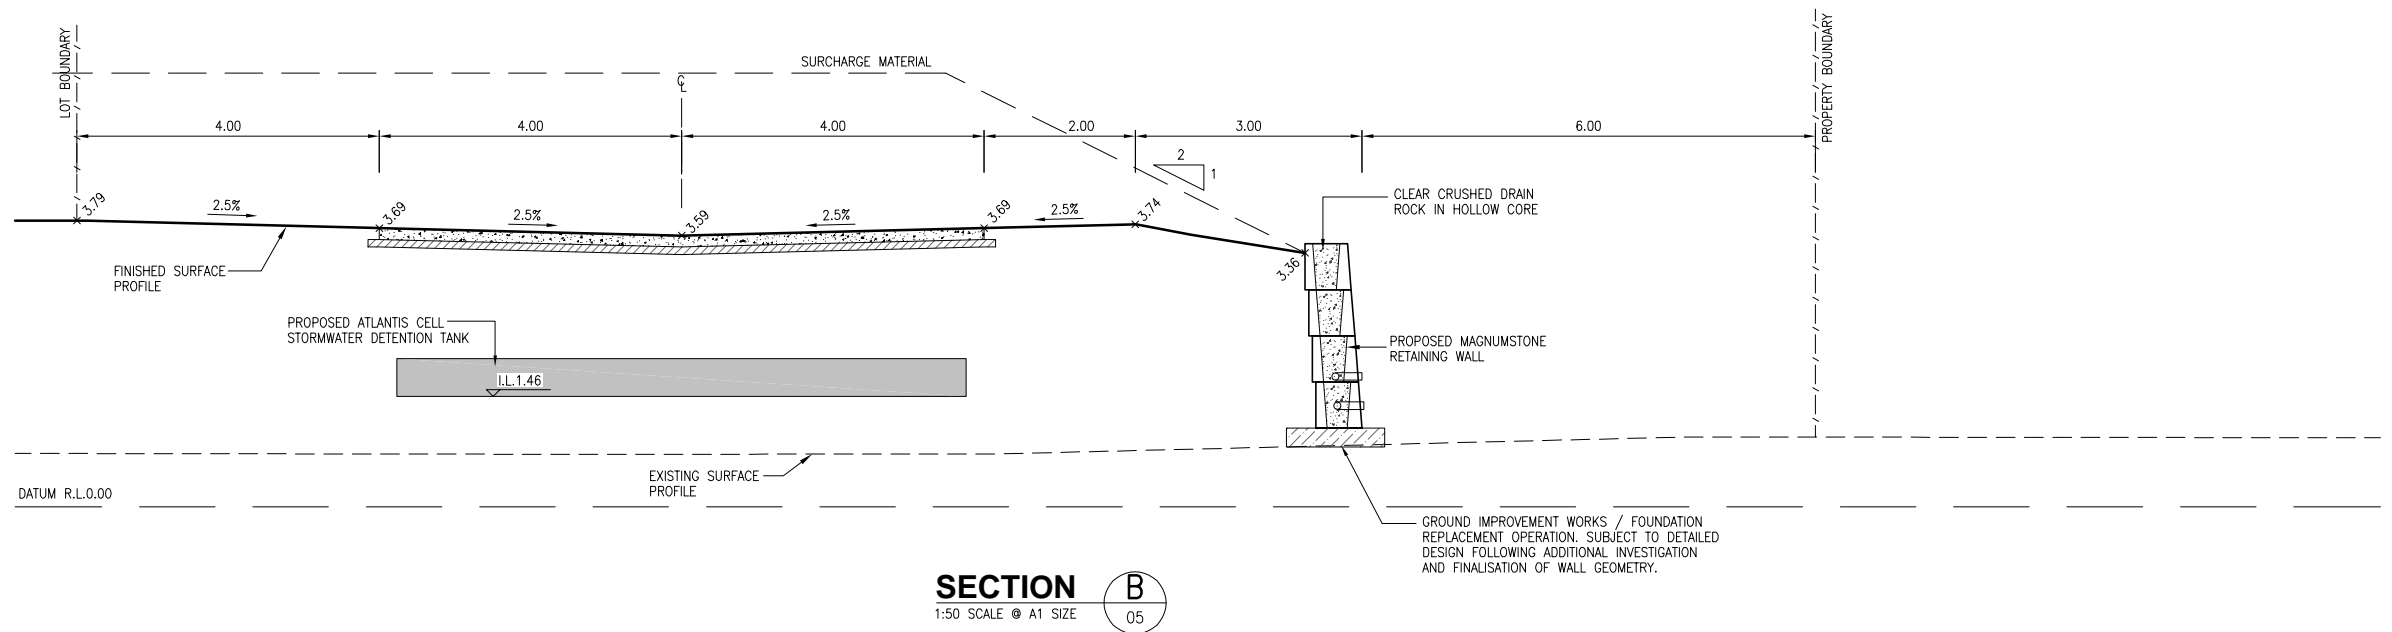 LOT BOUNDARY
SURCHARGE MATERIAL
℄
PROPERTY BOUNDARY
4.00
4.00
4.00
2.00
3.00
6.00
2
1
3.79
2.5%
3.69
2.5%
3.59
2.5%
3.69
2.5%
3.74
3.36
CLEAR CRUSHED DRAIN
ROCK IN HOLLOW CORE
FINISHED SURFACE
PROFILE
PROPOSED ATLANTIS CELL
STORMWATER DETENTION TANK
I.L.1.46
PROPOSED MAGNUMSTONE
RETAINING WALL
EXISTING SURFACE
PROFILE
DATUM R.L.0.00
GROUND IMPROVEMENT WORKS / FOUNDATION
REPLACEMENT OPERATION. SUBJECT TO DETAILED
DESIGN FOLLOWING ADDITIONAL INVESTIGATION
AND FINALISATION OF WALL GEOMETRY.
SECTION
1:50 SCALE @ A1 SIZE
B
05